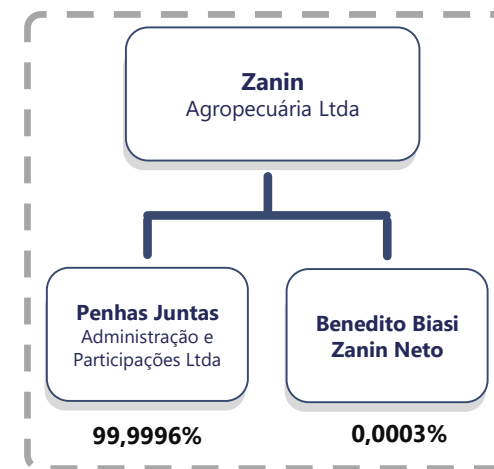 Zanin
Agropecuária Ltda
Penhas Juntas
Administração e
Participações Ltda
Benedito Biasi
Zanin Neto
99,9996%
0,0003%